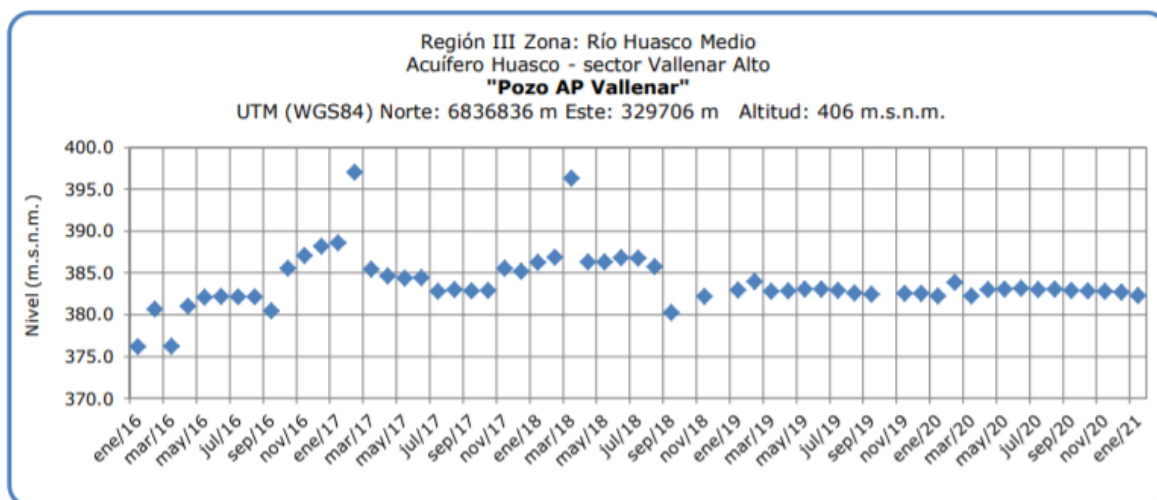 Región III Zona: Río Huasco Medio
Acuífero Huasco - sector Vallenar Alto
"Pozo AP Vallenar"
UTM (WGS84) Norte: 6836836 m Este: 329706 m Altitud: 406 m.s.n.m.
Nivel (m.s.n.m.)
400.0
395.0
390.0
385.0
380.0
375.0
370.0
ene/16
mar/16
may/16
jul/16
sep/16
nov/16
ene/17
mar/17
may/17
jul/17
sep/17
nov/17
ene/18
mar/18
may/18
jul/18
sep/18
nov/18
ene/19
mar/19
may/19
jul/19
sep/19
nov/19
ene/20
mar/20
may/20
jul/20
sep/20
nov/20
ene/21